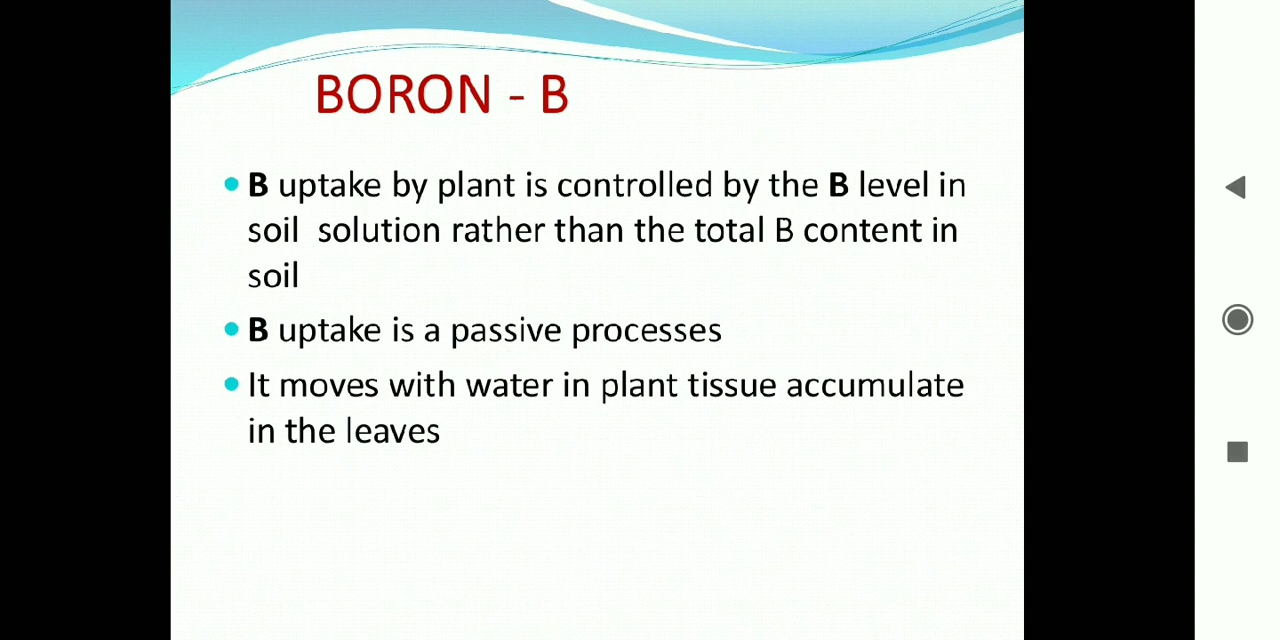 BORON - B
B uptake by plant is controlled by the B level in
soil solution rather than the total B content in
soil
B uptake is a passive processes
It moves with water in plant tissue accumulate
in the leaves